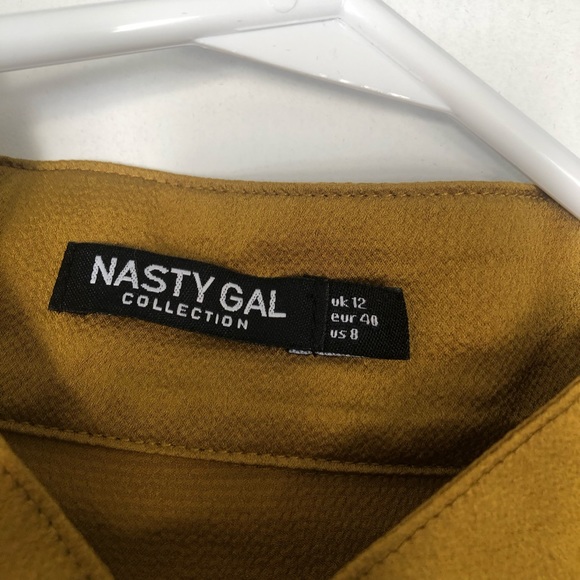 NASTY GAL
COLLECTION
uk 12
eur 40
us 8